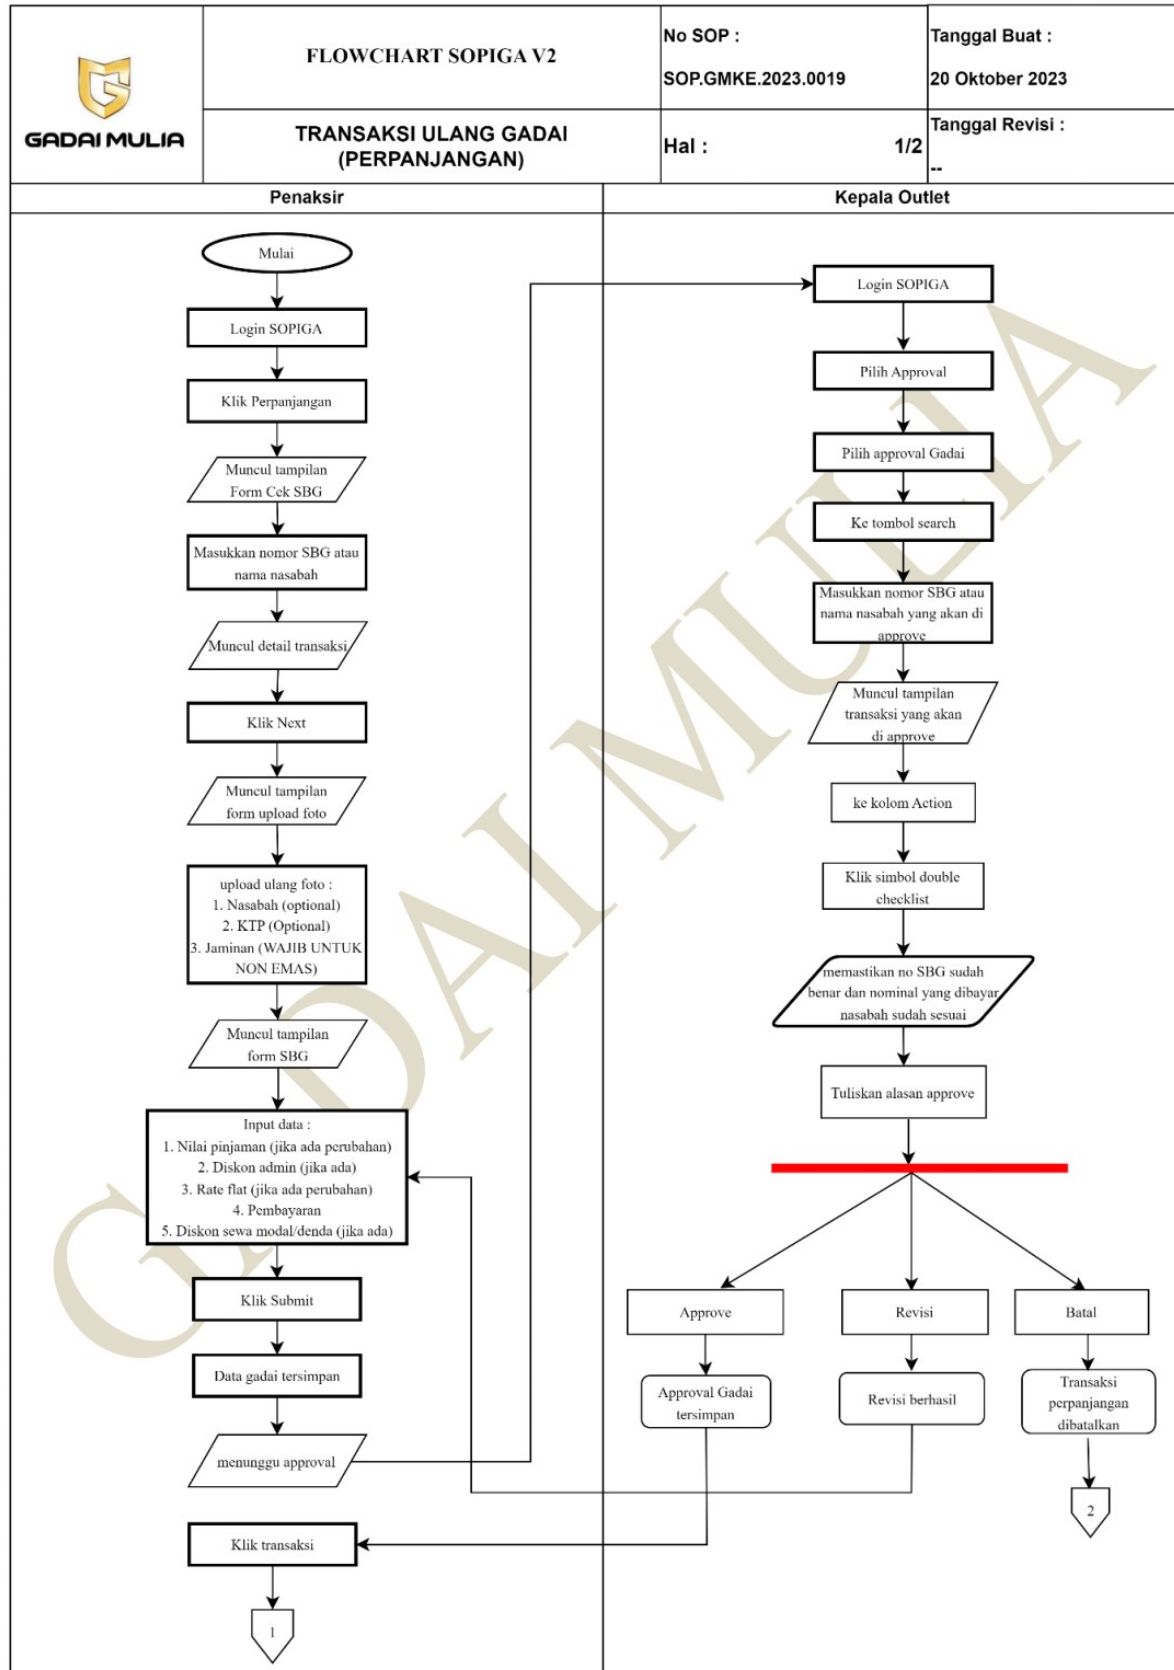 GADAI MULIA
FLOWCHART SOPIGA V2
TRANSAKSI ULANG GADAI
(PERPANJANGAN)
No SOP :
SOP.GMKE.2023.0019
Hal : 1/2
Tanggal Buat :
20 Oktober 2023
Tanggal Revisi :
--
Penaksir
Mulai
Login SOPIGA
Klik Perpanjangan
Muncul tampilan
Form Cek SBG
Masukkan nomor SBG atau
nama nasabah
Muncul detail transaksi
Klik Next
Muncul tampilan
form upload foto
upload ulang foto :
1. Nasabah (optional)
2. KTP (Optional)
3. Jaminan (WAJIB UNTUK
NON EMAS)
Muncul tampilan
form SBG
Input data :
1. Nilai pinjaman (jika ada perubahan)
2. Diskon admin (jika ada)
3. Rate flat (jika ada perubahan)
4. Pembayaran
5. Diskon sewa modal/denda (jika ada)
Klik Submit
Data gadai tersimpan
menunggu approval
Klik transaksi
1
Kepala Outlet
Login SOPIGA
Pilih Approval
Pilih approval Gadai
Ke tombol search
Masukkan nomor SBG atau
nama nasabah yang akan di
approve
Muncul tampilan
transaksi yang akan
di approve
ke kolom Action
Klik simbol double
checklist
memastikan no SBG sudah
benar dan nominal yang dibayar
nasabah sudah sesuai
Tuliskan alasan approve
Approve
Revisi
Batal
Approval Gadai
tersimpan
Revisi berhasil
Transaksi
perpanjangan
dibatalkan
2
GADAI MULIA